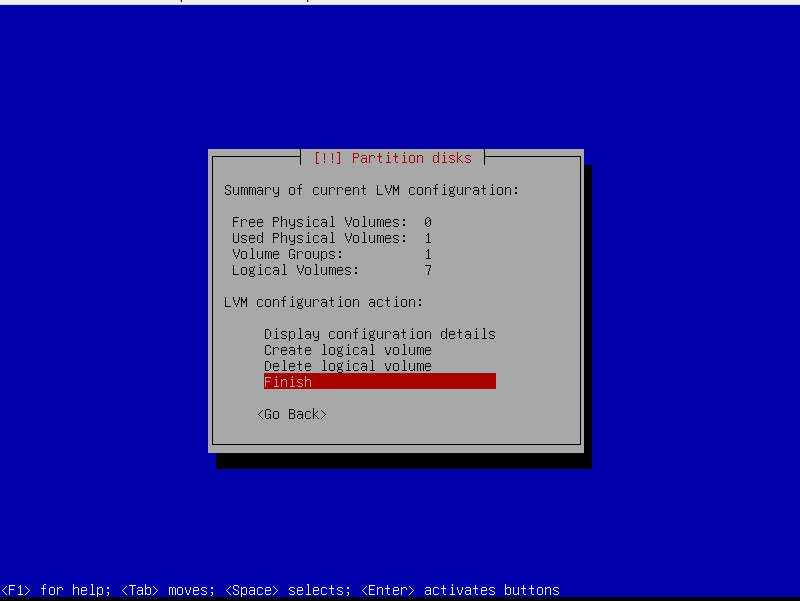 [!!] Partition disks
Summary of current LVM configuration:
Free Physical Volumes: 0
Used Physical Volumes: 1
Volume Groups: 1
Logical Volumes: 7
LVM configuration action:
Display configuration details
Create logical volume
Delete logical volume
Finish
<Go Back>
<F1> for help; <Tab> moves; <Space> selects; <Enter> activates buttons